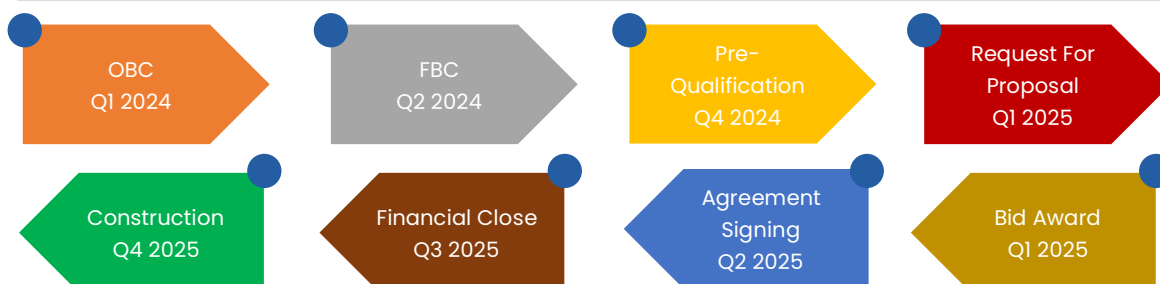 OBC
Q1 2024
FBC
Q2 2024
Pre-
Qualification
Q4 2024
Request For
Proposal
Q1 2025
Construction
Q4 2025
Financial Close
Q3 2025
Agreement
Signing
Q2 2025
Bid Award
Q1 2025